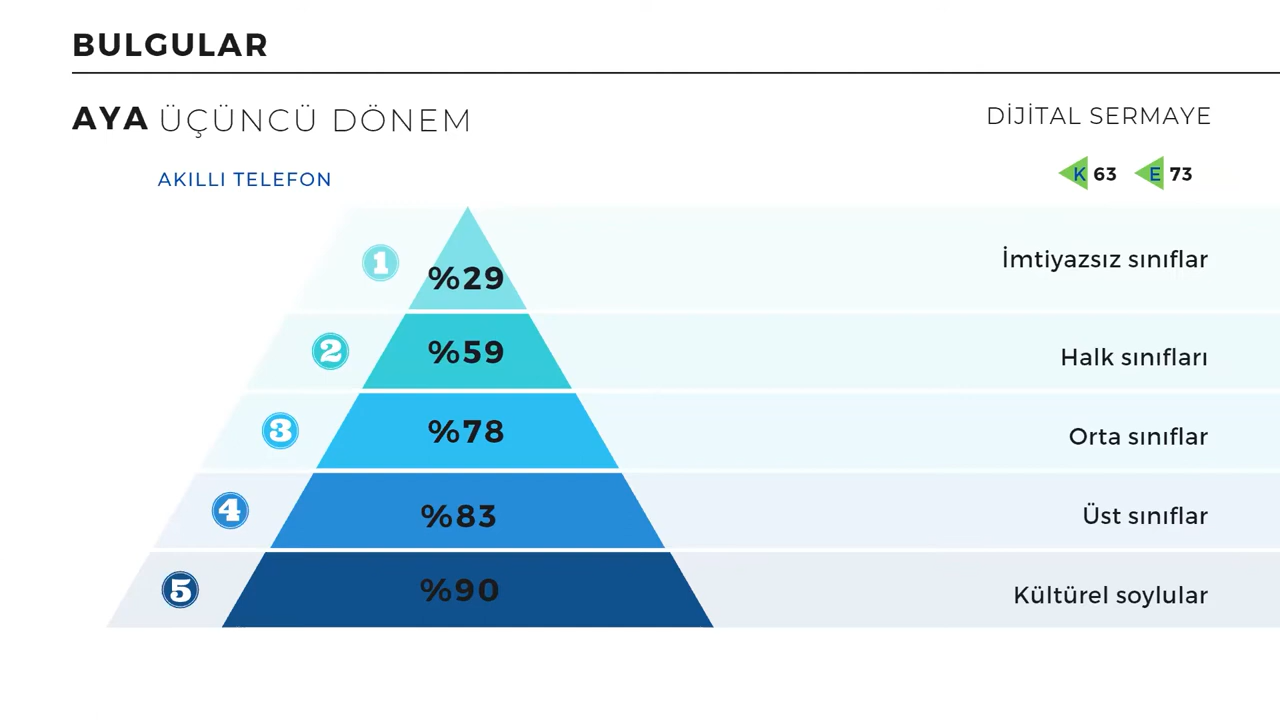 BULGULAR
AYA ÜÇÜNCÜ DÖNEM
DİJİTAL SERMAYE
AKILLI TELEFON
K 63 E 73
1 %29 İmtiyazsız sınıflar
2 %59 Halk sınıfları
3 %78 Orta sınıflar
4 %83 Üst sınıflar
5 %90 Kültürel soylular